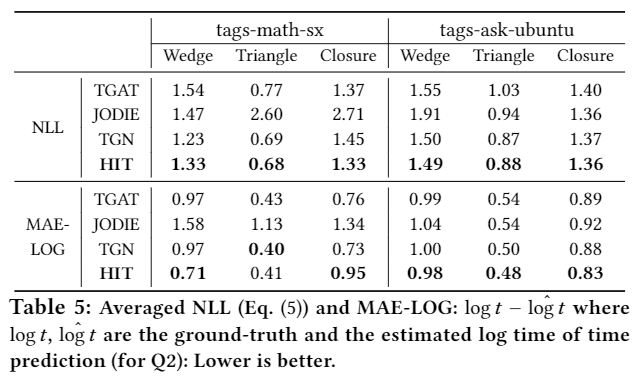 tags-math-sx tags-ask-ubuntu
Wedge Triangle Closure Wedge Triangle Closure
NLL
TGAT 1.54 0.77 1.37 1.55 1.03 1.40
JODIE 1.47 2.60 2.71 1.91 0.94 1.36
TGN 1.23 0.69 1.45 1.50 0.87 1.37
HIT 1.33 0.68 1.33 1.49 0.88 1.36
MAE-
LOG
TGAT 0.97 0.43 0.76 0.99 0.54 0.89
JODIE 1.58 1.13 1.34 1.04 0.54 0.92
TGN 0.97 0.40 0.73 1.00 0.50 0.88
HIT 0.71 0.41 0.95 0.98 0.48 0.83
Table 5: Averaged NLL (Eq. (5)) and MAE-LOG: log t − loĝ t where
log t, loĝ t are the ground-truth and the estimated log time of time
prediction (for Q2): Lower is better.